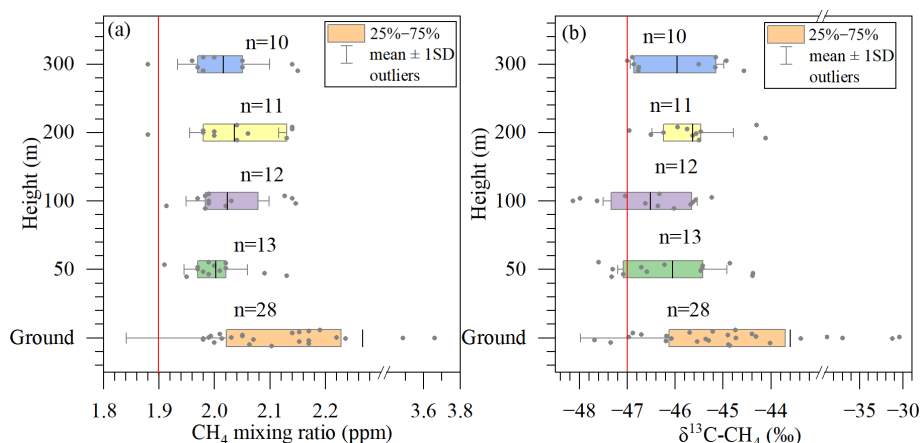 (a)
25%−75%
mean ± 1SD
outliers
n=10
n=11
n=12
n=13
n=28
300
200
100
50
Ground
Height (m)
1.8 1.9 2.0 2.1 2.2 3.6 3.8
CH₄ mixing ratio (ppm)
(b)
25%−75%
mean ± 1SD
outliers
n=10
n=11
n=12
n=13
n=28
300
200
100
50
Ground
Height (m)
−48 −47 −46 −45 −44 −35 −30
δ¹³C-CH₄ (‰)